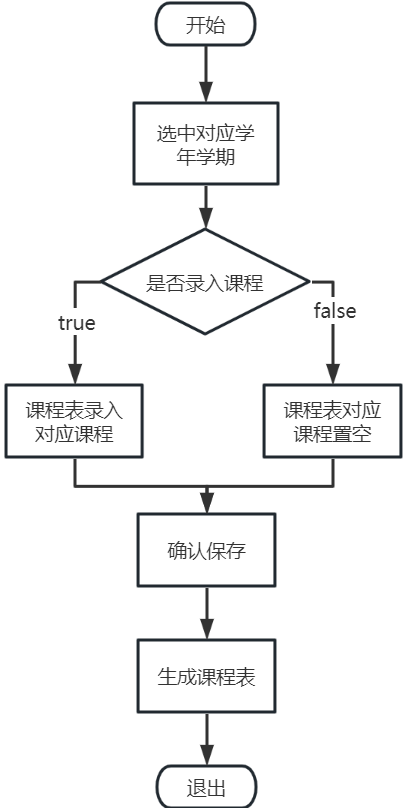 开始
选中对应学
年学期
是否录入课程
true
false
课程表录入
对应课程
课程表对应
课程置空
确认保存
生成课程表
退出